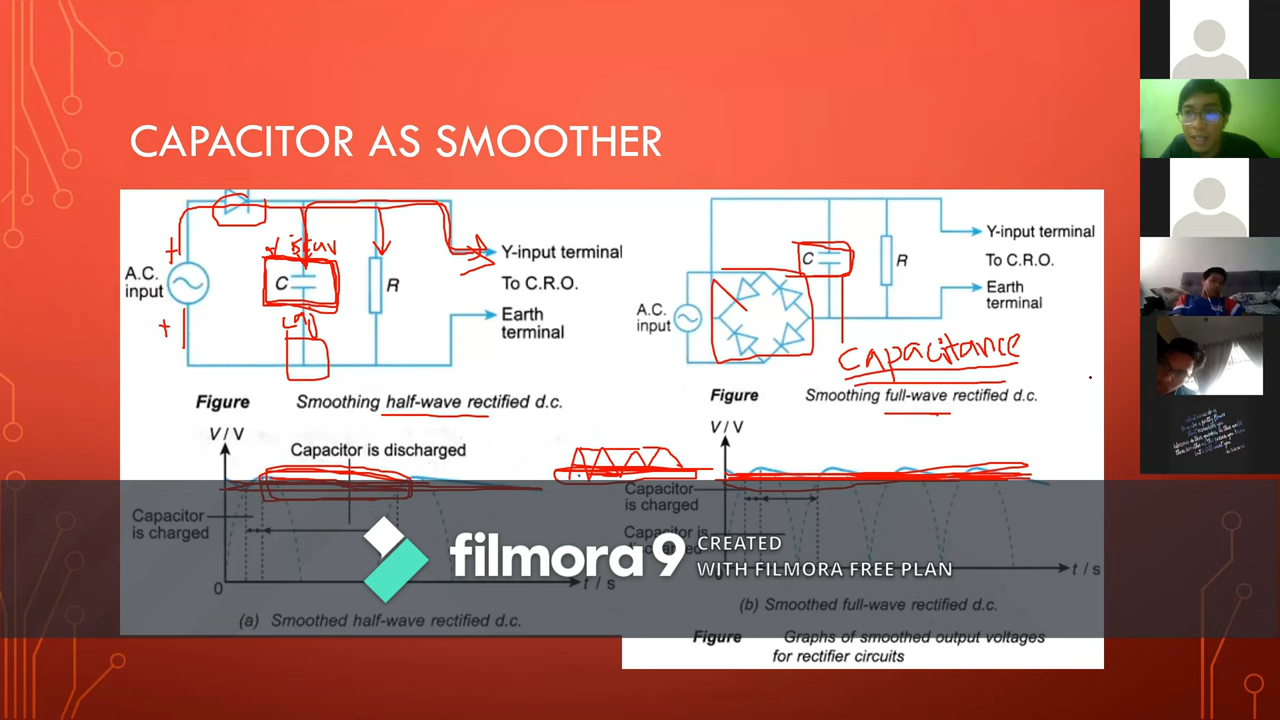 CAPACITOR AS SMOOTHER
A.C.
input
C
R
Y-input terminal
To C.R.O.
Earth
terminal
Figure Smoothing half-wave rectified d.c.
V / V
Capacitor is discharged
Capacitor
is charged
0
t / s
(a) Smoothed half-wave rectified d.c.
A.C.
input
C
R
Y-input terminal
To C.R.O.
Earth
terminal
capacitance
Figure Smoothing full-wave rectified d.c.
V / V
Capacitor
is charged
Capacitor is
t / s
(b) Smoothed full-wave rectified d.c.
Figure Graphs of smoothed output voltages
for rectifier circuits
filmora9 CREATED
WITH FILMORA FREE PLAN